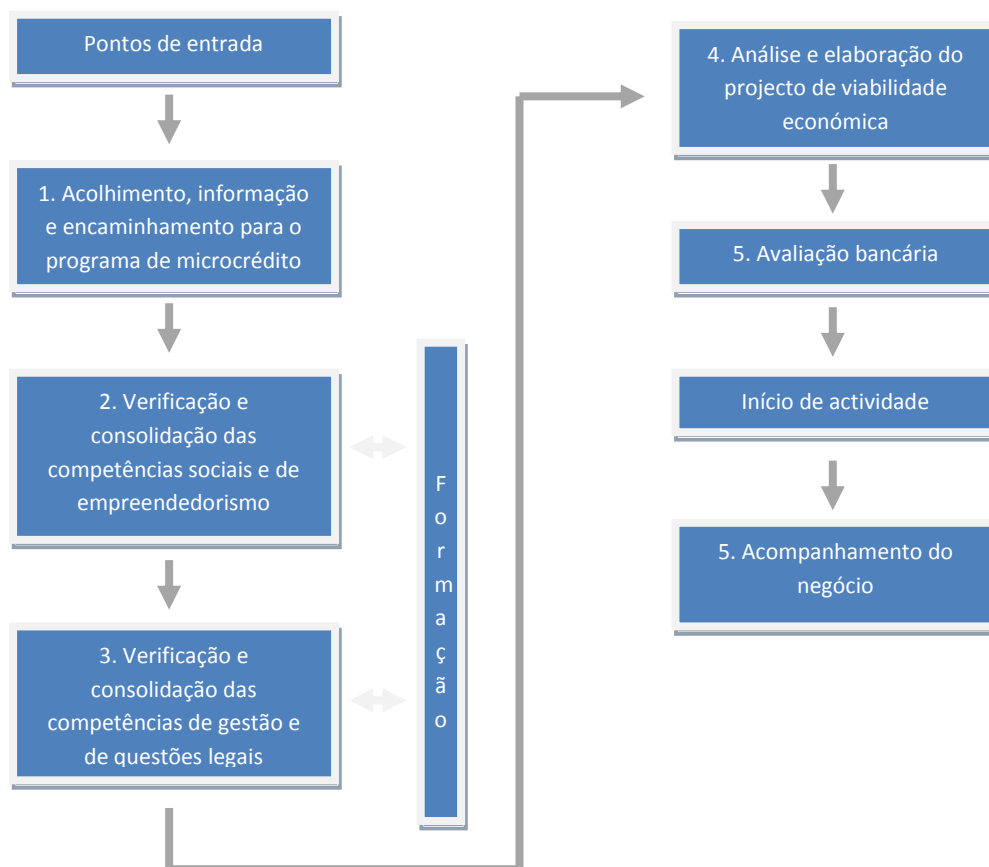 Pontos de entrada
1. Acolhimento, informação
e encaminhamento para o
programa de microcrédito
2. Verificação e
consolidação das
competências sociais e de
empreendedorismo
3. Verificação e
consolidação das
competências de gestão e
de questões legais
F
o
r
m
a
ç
ã
o
4. Análise e elaboração do
projecto de viabilidade
económica
5. Avaliação bancária
Início de actividade
5. Acompanhamento do
negócio